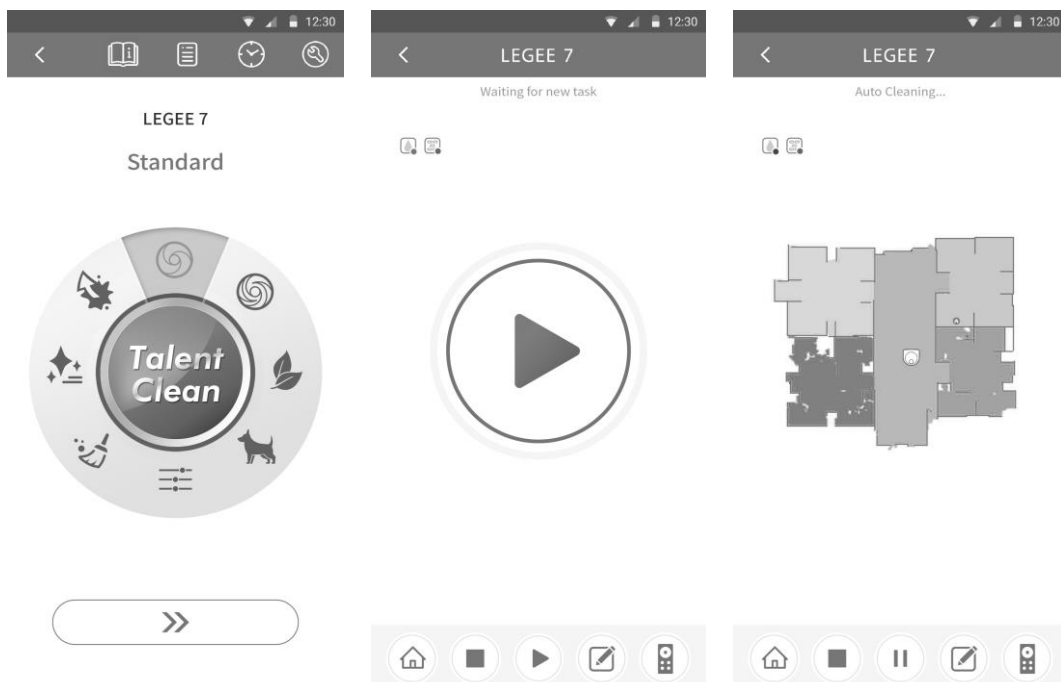 12:30
LEGEE 7
Standard
Talent
Clean
12:30
LEGEE 7
Waiting for new task
12:30
LEGEE 7
Auto Cleaning...